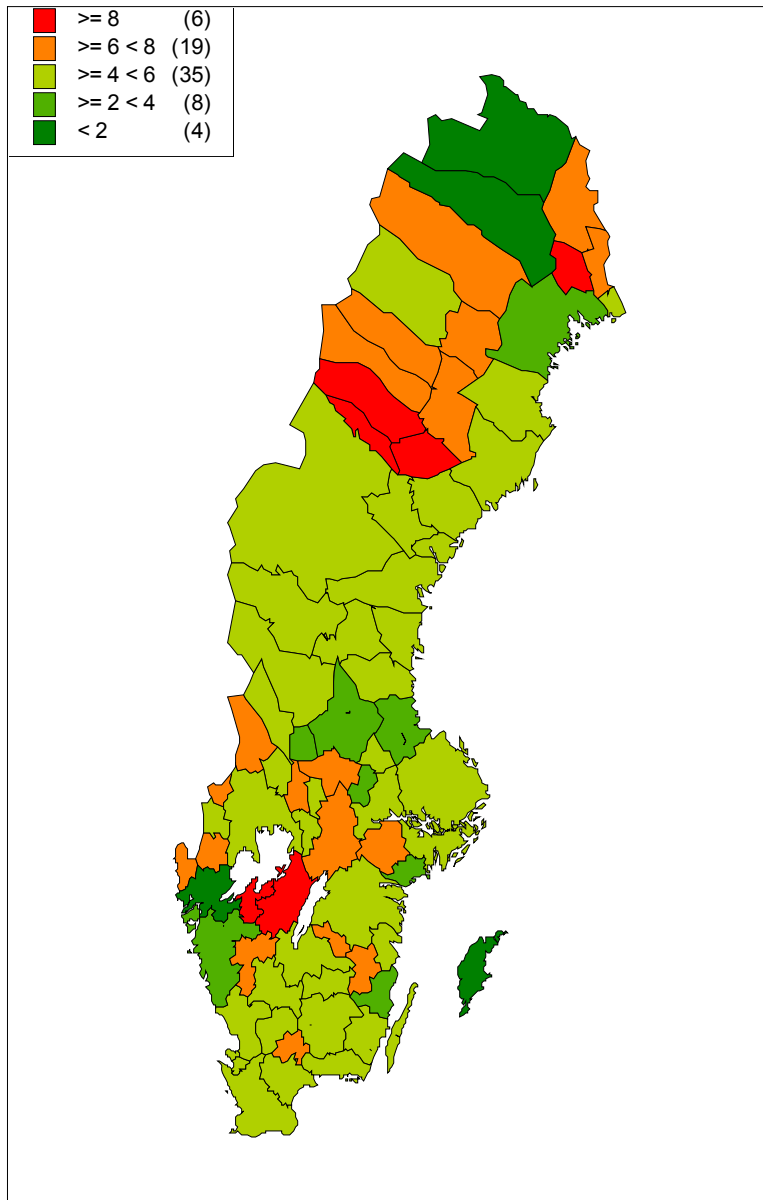 >= 8 (6)
>= 6 < 8 (19)
>= 4 < 6 (35)
>= 2 < 4 (8)
< 2 (4)